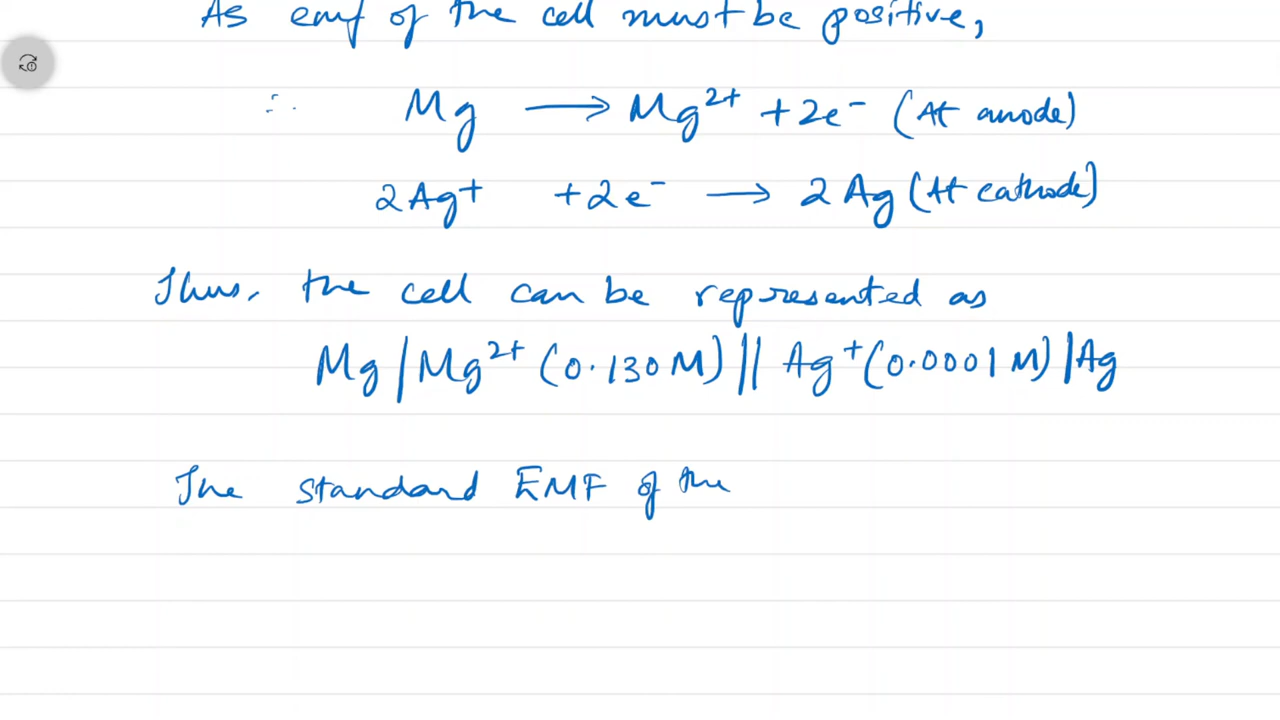 As emf of the cell must be positive,
∴ Mg ⟶ Mg²⁺ + 2e⁻ (At anode)
2Ag⁺ + 2e⁻ ⟶ 2Ag (At cathode)
Thus, the cell can be represented as
Mg | Mg²⁺ (0.130 M) || Ag⁺ (0.0001 M) | Ag
The standard EMF of the